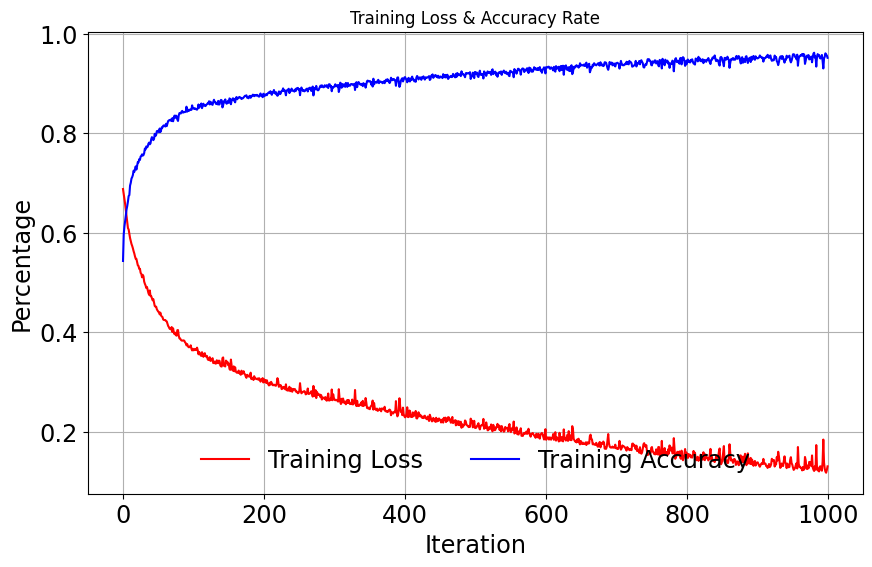 Training Loss & Accuracy Rate
1.0
0.8
0.6
0.4
0.2
Percentage
Training Loss
Training Accuracy
0
200
400
600
800
1000
Iteration